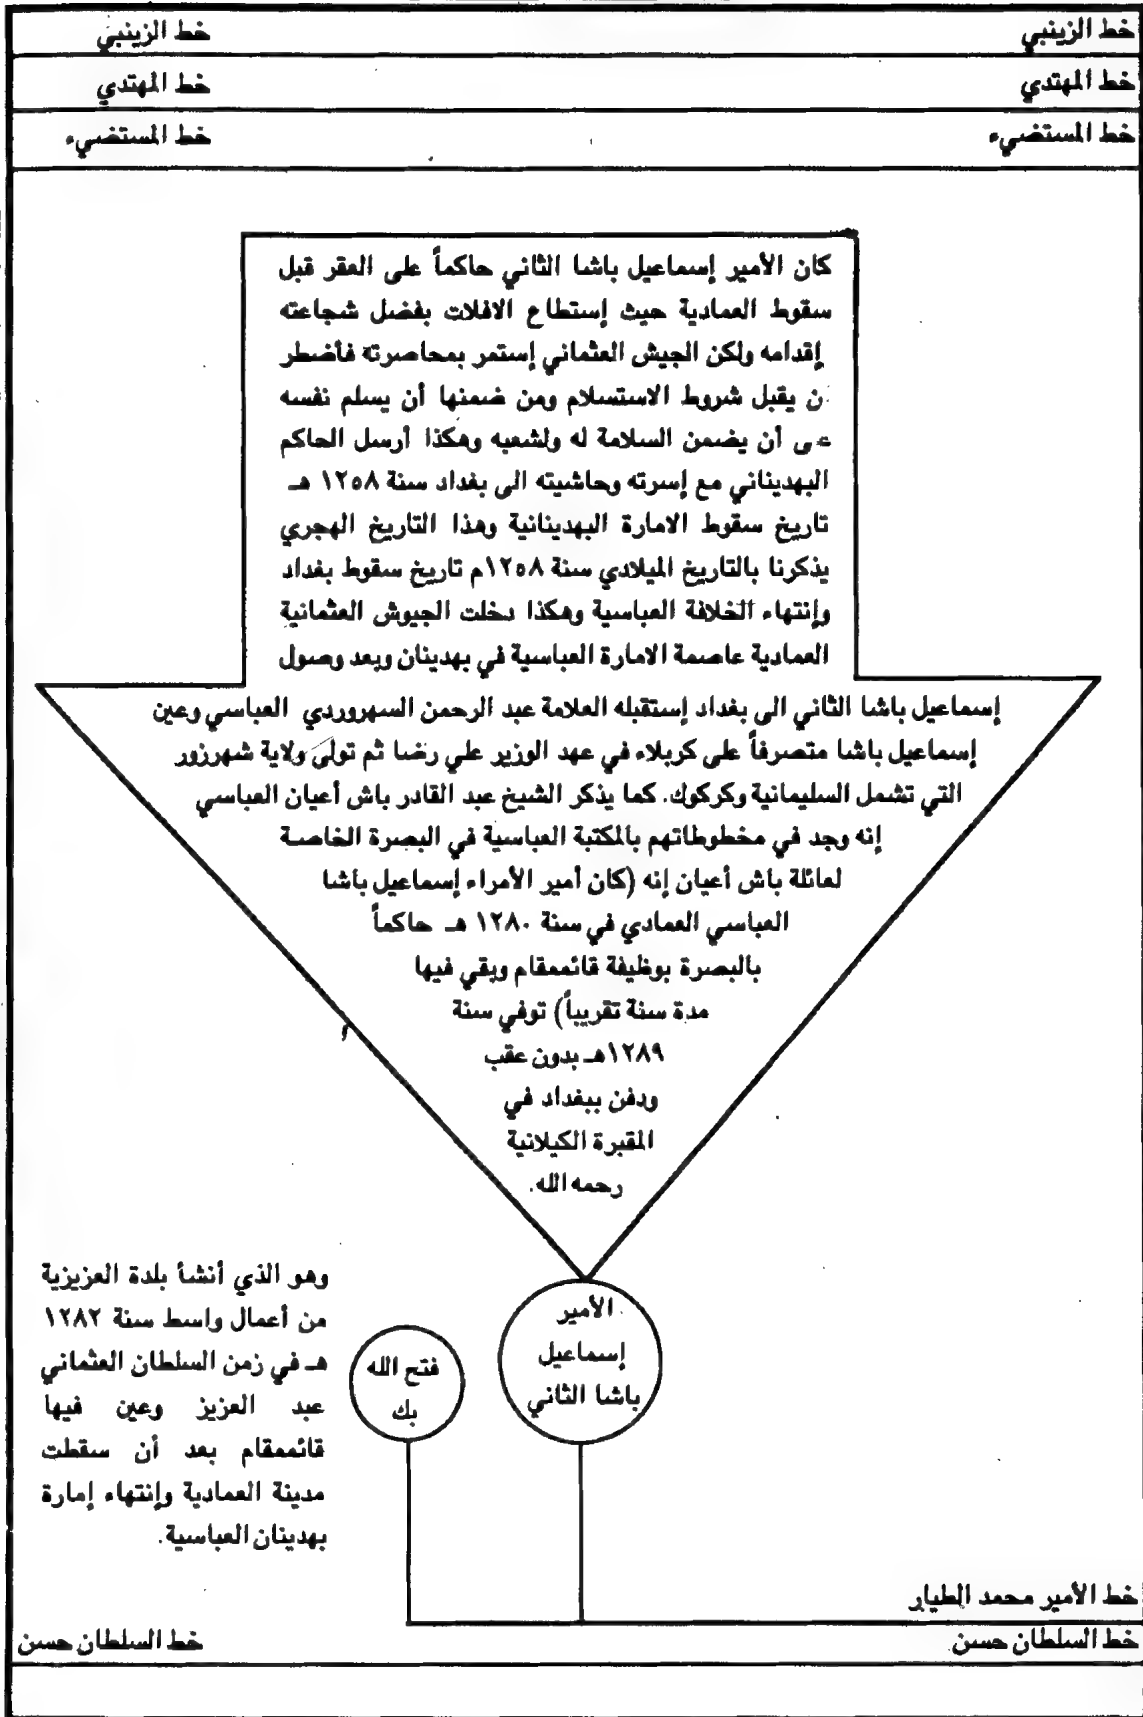 خط الزينبي خط الزينبي
خط المهتدي خط المهتدي
خط المستضيء خط المستضيء
كان الأمير إسماعيل باشا الثاني حاكماً على العقر قبل
سقوط العمادية حيث إستطاع الافلات بفضل شجاعته
إقدامه ولكن الجيش العثماني إستمر بمحاصرته فأضطر
ن يقبل شروط الاستسلام ومن ضمنها أن يسلم نفسه
أن يضمن السلامة له ولشعبه وهكذا أرسل الحاكم
البهديناني مع إسرته وحاشيته الى بغداد سنة ١٢٥٨ هـ
تاريخ سقوط الامارة البهدينانية وهذا التاريخ الهجري
يذكرنا بالتاريخ الميلادي سنة ١٢٥٨م تاريخ سقوط بغداد
وإنتهاء الخلافة العباسية وهكذا دخلت الجيوش العثمانية
العمادية عاصمة الامارة العباسية في بهدينان وبعد وصول
إسماعيل باشا الثاني الى بغداد إستقبله العلامة عبد الرحمن السهروردي العباسي وعين
إسماعيل باشا متصرفاً على كربلاء في عهد الوزير علي رضا ثم تولى ولاية شهرزور
التي تشمل السليمانية وكركوك. كما يذكر الشيخ عبد القادر باش أعيان العباسي
إنه وجد في مخطوطاتهم بالمكتبة العباسية في البصرة الخاصة
لعائلة باش أعيان إنه (كان أمير الأمراء إسماعيل باشا
العباسي العمادي في سنة ١٢٨٠ هـ حاكماً
بالبصرة بوظيفة قائممقام وبقي فيها
مدة سنة تقريباً) توفي سنة
١٢٨٩هـ بدون عقب
ودفن ببغداد في
المقبرة الكيلانية
رحمه الله.
الأمير
إسماعيل
باشا الثاني
فتح الله
بك
وهو الذي أنشأ بلدة العزيزية
من أعمال واسط سنة ١٢٨٢
هـ في زمن السلطان العثماني
عبد العزيز وعين فيها
قائممقام بعد أن سقطت
مدينة العمادية وإنتهاء إمارة
بهدينان العباسية.
خط الأمير محمد الطيار
خط السلطان حسن خط السلطان حسن